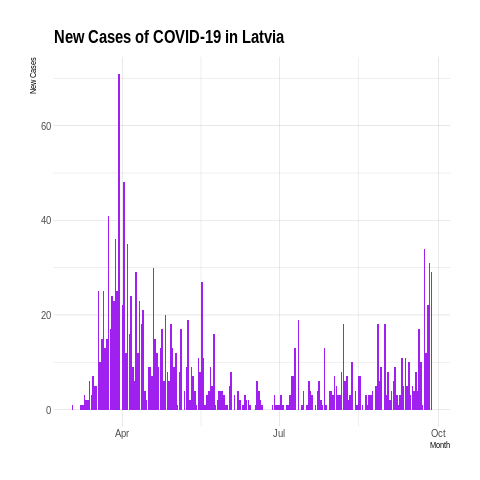 New Cases of COVID-19 in Latvia
New Cases
60
40
20
0
Apr
Jul
Oct
Month